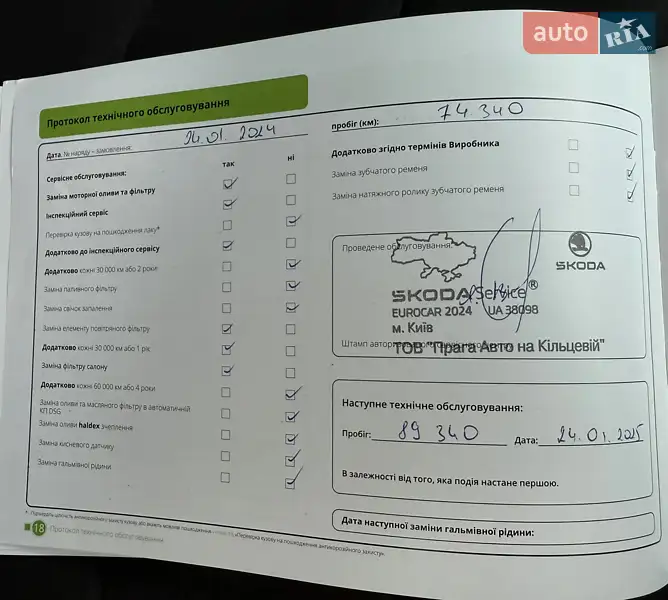 auto RIA.com
Протокол технічного обслуговування
Дата, № наряду – замовлення: 24.01.2024
пробіг (км): 74.340
так ні
Сервісне обслуговування:
Заміна моторної оливи та фільтру
Інспекційний сервіс
Перевірка кузову на пошкодження лаку*
Додатково до інспекційного сервісу
Додатково кожні 30 000 км або 2 роки
Заміна паливного фільтру
Заміна свічок запалення
Заміна елементу повітряного фільтру
Додатково кожні 30 000 км або 1 рік
Заміна фільтру салону
Додатково кожні 60 000 км або 4 роки
Заміна оливи та масляного фільтру в автоматичній
КП DSG
Заміна оливи haldex зчеплення
Заміна кисневого датчику
Заміна гальмівної рідини
Додатково згідно термінів Виробника
Заміна зубчатого ременя
Заміна натяжного ролику зубчатого ременя
Проведене обслуговування:
ŠKODA
ŠKODA Service®
EUROCAR 2024 UA 38098
м. Київ
ТОВ "Прага Авто на Кільцевій"
Штамп
Наступне технічне обслуговування:
Пробіг: 89 340 Дата: 24.01.2025
В залежності від того, яка подія настане першою.
Дата наступної заміни гальмівної рідини:
18 Протокол технічного обслуговування